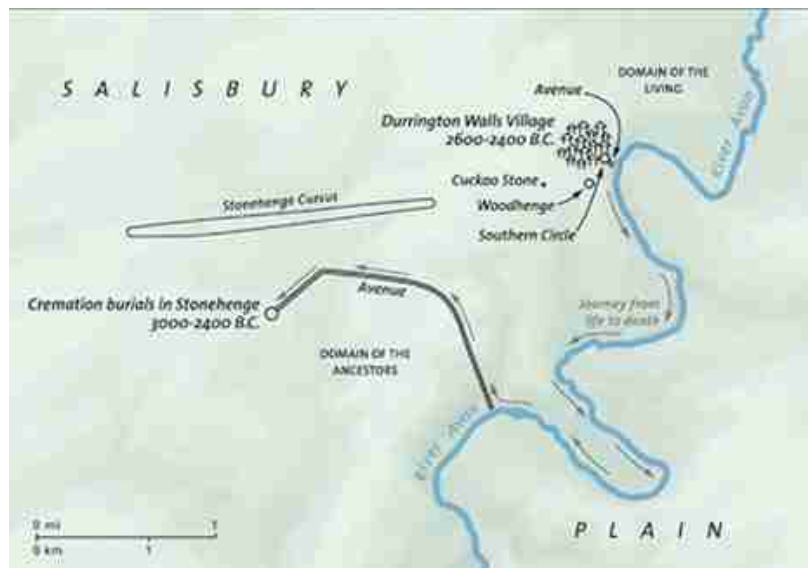 SALISBURY
DOMAIN OF THE
LIVING
Avenue
Durrington Walls Village
2600-2400 B.C.
River Avon
Cuckoo Stone
Woodhenge
Southern Circle
Stonehenge Cursus
Avenue
Cremation burials in Stonehenge
3000-2400 B.C.
Journey from
life to death
DOMAIN OF THE
ANCESTORS
River Avon
PLAIN
0 mi 1
0 km 1